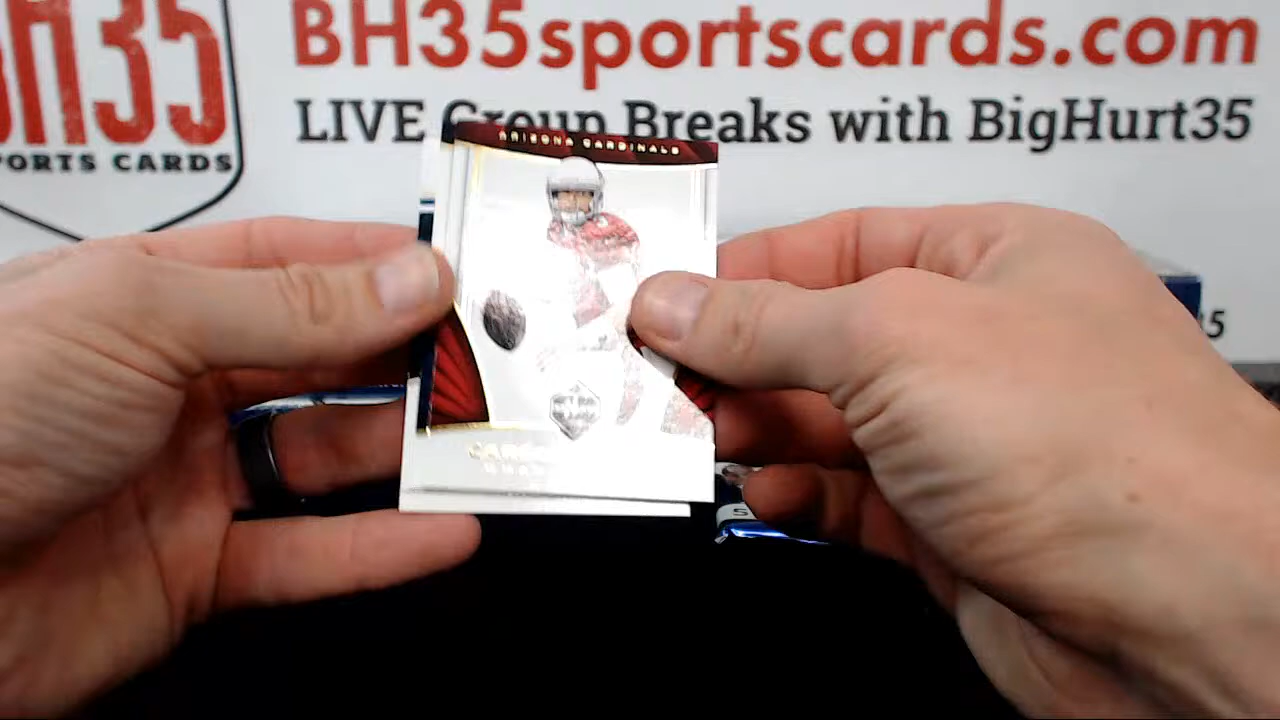 BH35
SPORTS CARDS
BH35sportscards.com
LIVE Group Breaks with BigHurt35
ARIZONA CARDINALS